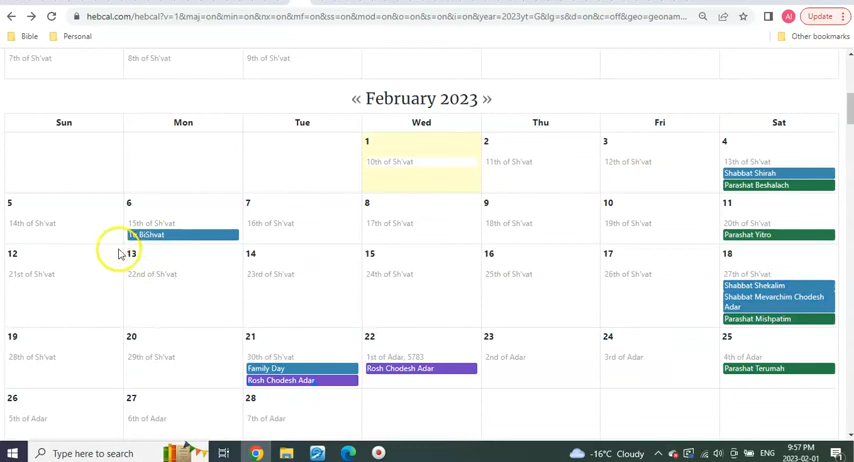 hebcal.com/hebcal?v=1&maj=on&min=on&nx=on&mf=on&ss=on&mod=on&o=on&s=on&i=on&year=2023&yt=G&lg=s&d=on&c=off&geo=geonam...
AI
Update
Bible
Personal
Other bookmarks
7th of Sh'vat 8th of Sh'vat 9th of Sh'vat
« February 2023 »
Sun Mon Tue Wed Thu Fri Sat
1 2 3 4
10th of Sh'vat 11th of Sh'vat 12th of Sh'vat 13th of Sh'vat
Shabbat Shirah
Parashat Beshalach
5 6 7 8 9 10 11
14th of Sh'vat 15th of Sh'vat 16th of Sh'vat 17th of Sh'vat 18th of Sh'vat 19th of Sh'vat 20th of Sh'vat
Tu BiShvat Parashat Yitro
12 13 14 15 16 17 18
21st of Sh'vat 22nd of Sh'vat 23rd of Sh'vat 24th of Sh'vat 25th of Sh'vat 26th of Sh'vat 27th of Sh'vat
Shabbat Shekalim
Shabbat Mevarchim Chodesh
Adar
Parashat Mishpatim
19 20 21 22 23 24 25
28th of Sh'vat 29th of Sh'vat 30th of Sh'vat 1st of Adar, 5783 2nd of Adar 3rd of Adar 4th of Adar
Family Day Rosh Chodesh Adar Parashat Terumah
Rosh Chodesh Adar
26 27 28
5th of Adar 6th of Adar 7th of Adar
Type here to search
-16°C Cloudy
ENG
9:57 PM
2023-02-01